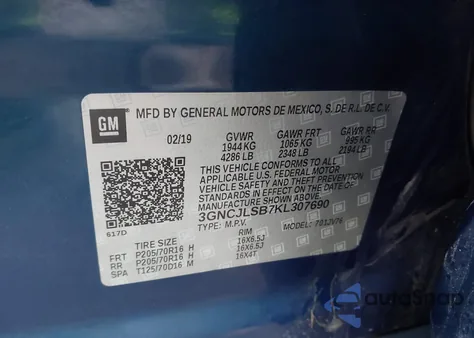 GM
MFD BY GENERAL MOTORS DE MEXICO, S. DE R.L. DE C.V.
02/19 GVWR GAWR FRT GAWR RR
1944 KG 1065 KG 995 KG
4286 LB 2348 LB 2194 LB
THIS VEHICLE CONFORMS TO ALL
APPLICABLE U.S. FEDERAL MOTOR
VEHICLE SAFETY STANDARDS IN
EFFECT ON THE DATE OF
MANUFACTURE SHOWN ABOVE.
3GNCJLSB7KL307690
TYPE: M.P.V. MODEL: 701JV76
617D
TIRE SIZE RIM
FRT P205/70R16 H 16X6.5J
RR P205/70R16 H 16X6.5J
SPA T125/70D16 M 16X4T
autoSnap